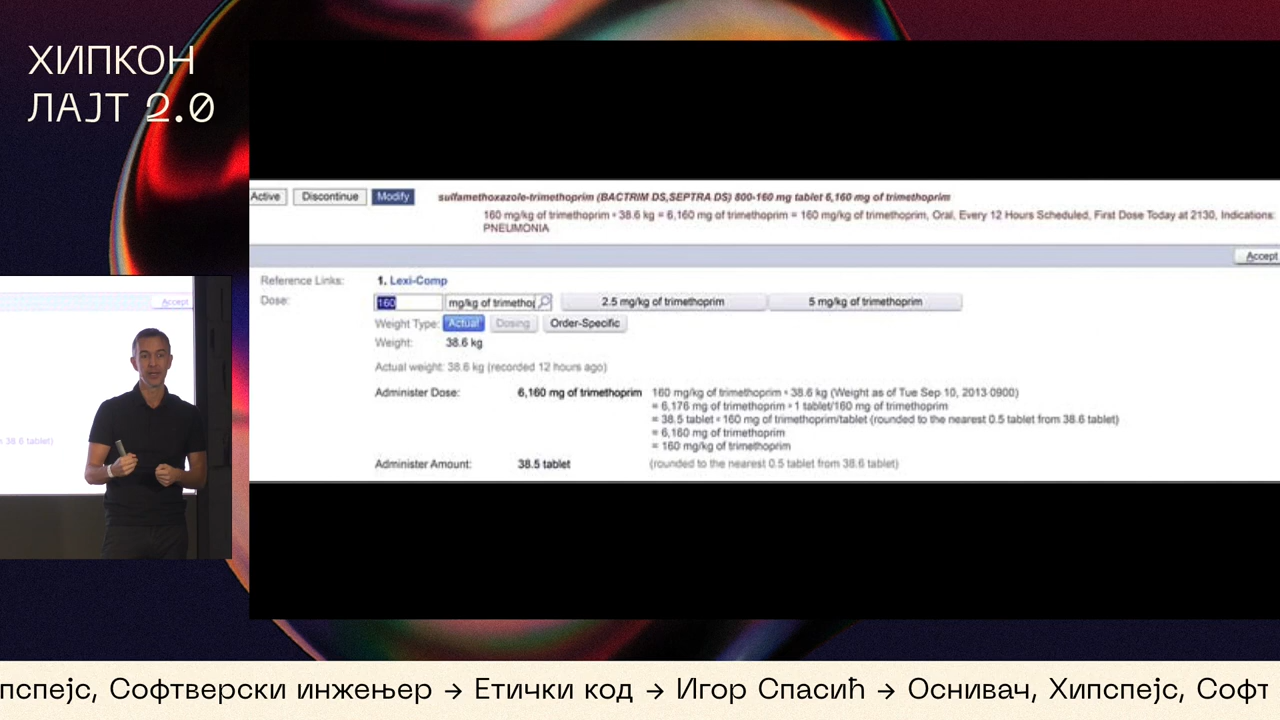 ХИПКОН
ЛАЈТ 2.0
Active Discontinue Modify
sulfamethoxazole-trimethoprim (BACTRIM DS,SEPTRA DS) 800-160 mg tablet 6,160 mg of trimethoprim
160 mg/kg of trimethoprim * 38.6 kg = 6,160 mg of trimethoprim = 160 mg/kg of trimethoprim, Oral, Every 12 Hours Scheduled, First Dose Today at 2130, Indications:
PNEUMONIA
Accept
Reference Links: 1. Lexi-Comp
Dose: 160 mg/kg of trimethop 2.5 mg/kg of trimethoprim 5 mg/kg of trimethoprim
Weight Type: Actual Dosing Order-Specific
Weight: 38.6 kg
Actual weight: 38.6 kg (recorded 12 hours ago)
Administer Dose: 6,160 mg of trimethoprim 160 mg/kg of trimethoprim * 38.6 kg (Weight as of Tue Sep 10, 2013 0900)
= 6,176 mg of trimethoprim * 1 tablet/160 mg of trimethoprim
= 38.5 tablet * 160 mg of trimethoprim/tablet (rounded to the nearest 0.5 tablet from 38.6 tablet)
= 6,160 mg of trimethoprim
= 160 mg/kg of trimethoprim
Administer Amount: 38.5 tablet (rounded to the nearest 0.5 tablet from 38.6 tablet)
Accept
38.6 tablet)
пспејс, Софтверски инжењер → Етички код → Игор Спасић → Оснивач, Хипспејс, Софт